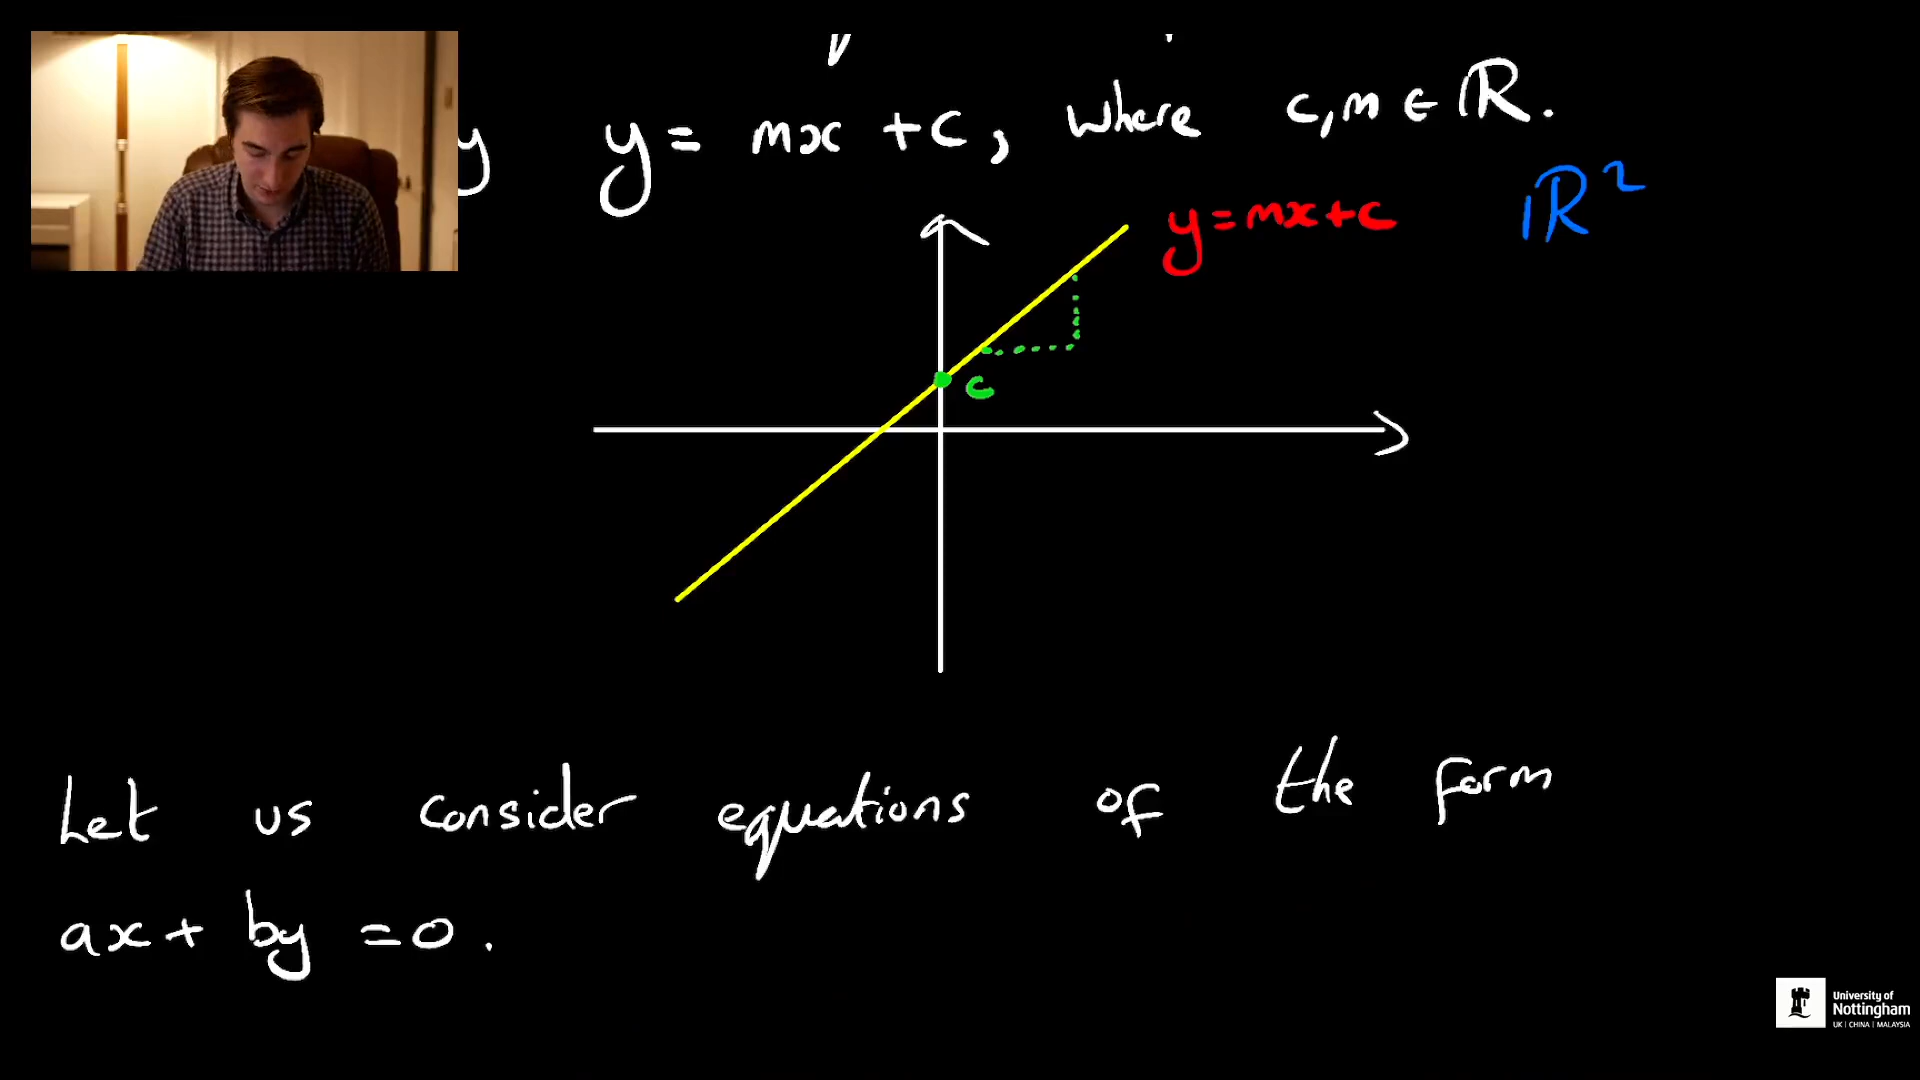 y y = mx + c, where c, m ∈ ℝ.
y = mx + c
ℝ²
c
Let us consider equations of the form
ax + by = 0.
University of
Nottingham
UK | CHINA | MALAYSIA